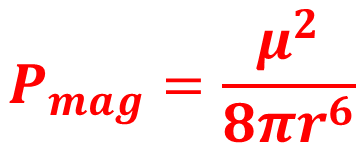 P_mag = μ² / 8πr⁶